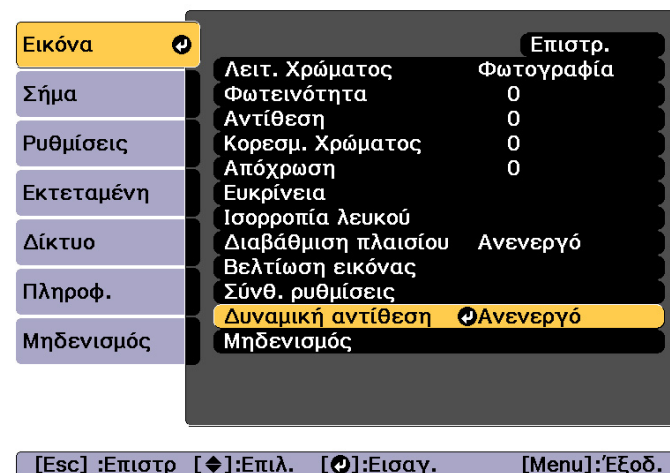 Εικόνα
Σήμα
Ρυθμίσεις
Εκτεταμένη
Δίκτυο
Πληροφ.
Μηδενισμός
Επιστρ.
Λειτ. Χρώματος Φωτογραφία
Φωτεινότητα 0
Αντίθεση 0
Κορεσμ. Χρώματος 0
Απόχρωση 0
Ευκρίνεια
Ισορροπία λευκού
Διαβάθμιση πλαισίου Ανενεργό
Βελτίωση εικόνας
Σύνθ. ρυθμίσεις
Δυναμική αντίθεση Ανενεργό
Μηδενισμός
[Esc] :Επιστρ [◆]:Επιλ. [↵]:Εισαγ. [Menu]:Έξοδ.